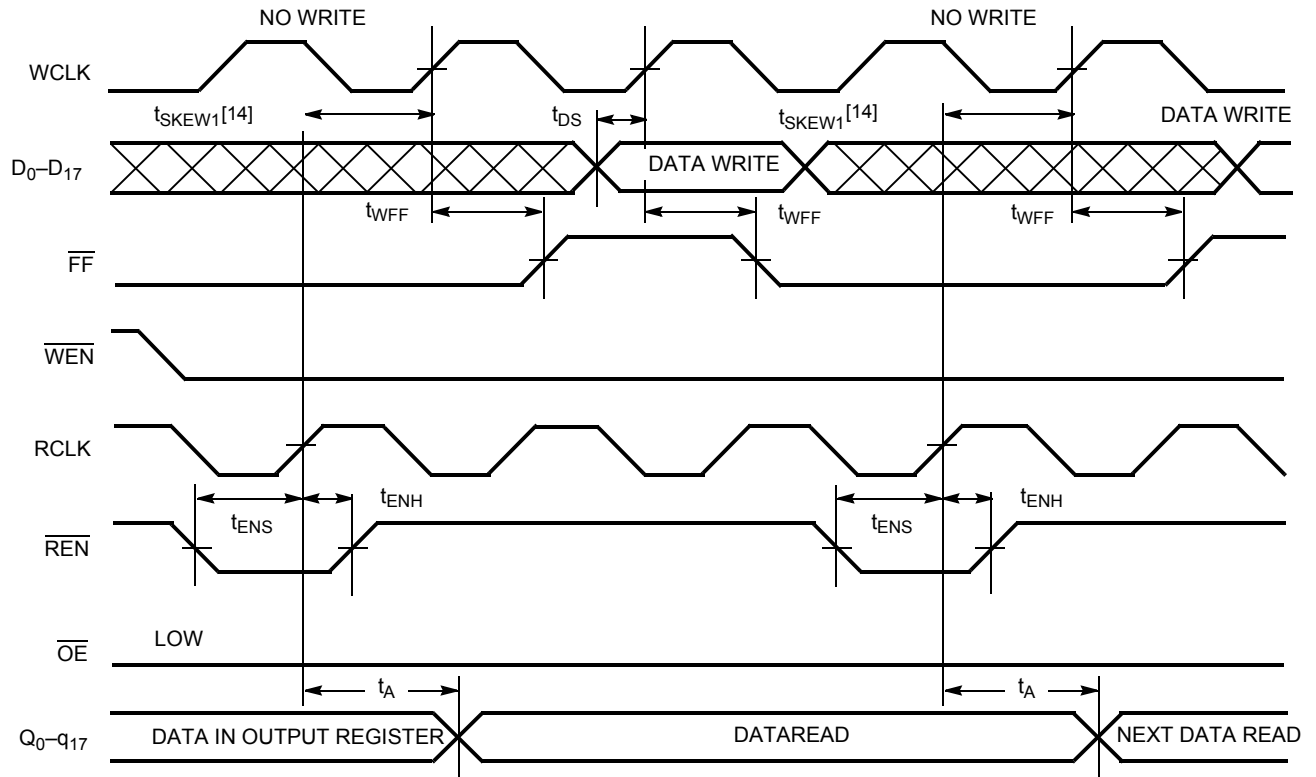 NO WRITE NO WRITE
WCLK
tSKEW1[14] tDS tSKEW1[14] DATA WRITE
D0–D17 DATA WRITE
tWFF tWFF tWFF
FF
WEN
RCLK
tENH tENH
tENS tENS
REN
LOW
OE
tA tA
Q0–q17 DATA IN OUTPUT REGISTER DATAREAD NEXT DATA READ